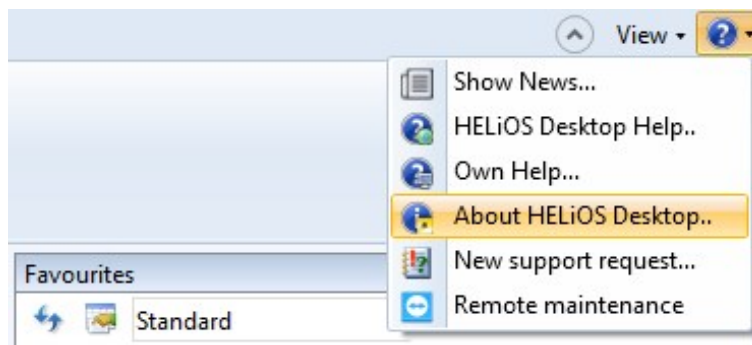 View
Show News...
HELiOS Desktop Help..
Own Help...
About HELiOS Desktop..
New support request...
Remote maintenance
Favourites
Standard